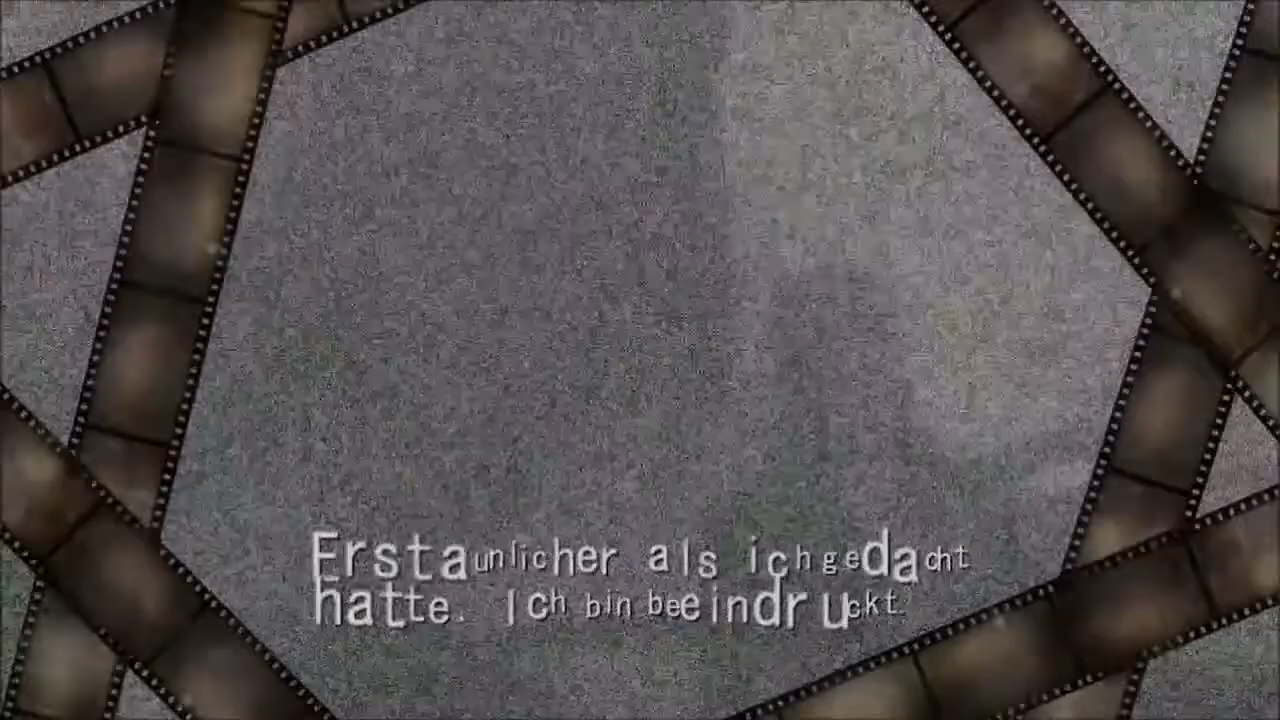 Erstaunlicher als ich gedacht
hatte. Ich bin beeindruckt.